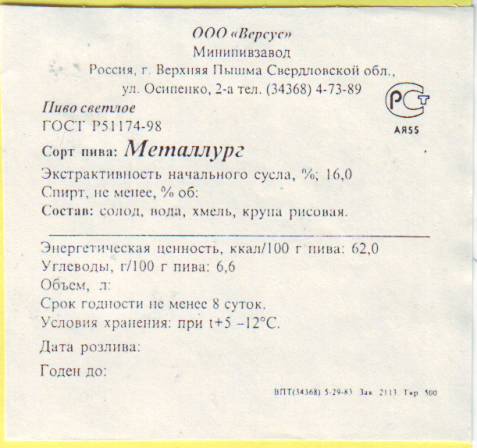 ООО «Версус»
Минипивзавод
Россия, г. Верхняя Пышма Свердловской обл.,
ул. Осипенко, 2-а тел. (34368) 4-73-89
Пиво светлое
ГОСТ Р51174-98
РСТ
АЯ55
Сорт пива: Металлург
Экстрактивность начального сусла, %; 16,0
Спирт, не менее, % об:
Состав: солод, вода, хмель, крупа рисовая.
Энергетическая ценность, ккал/100 г пива: 62,0
Углеводы, г/100 г пива: 6,6
Объем, л:
Срок годности не менее 8 суток.
Условия хранения: при t+5 –12°С.
Дата розлива:
Годен до:
ВПТ(34368) 5-29-83 Зак 2113 Тир 500